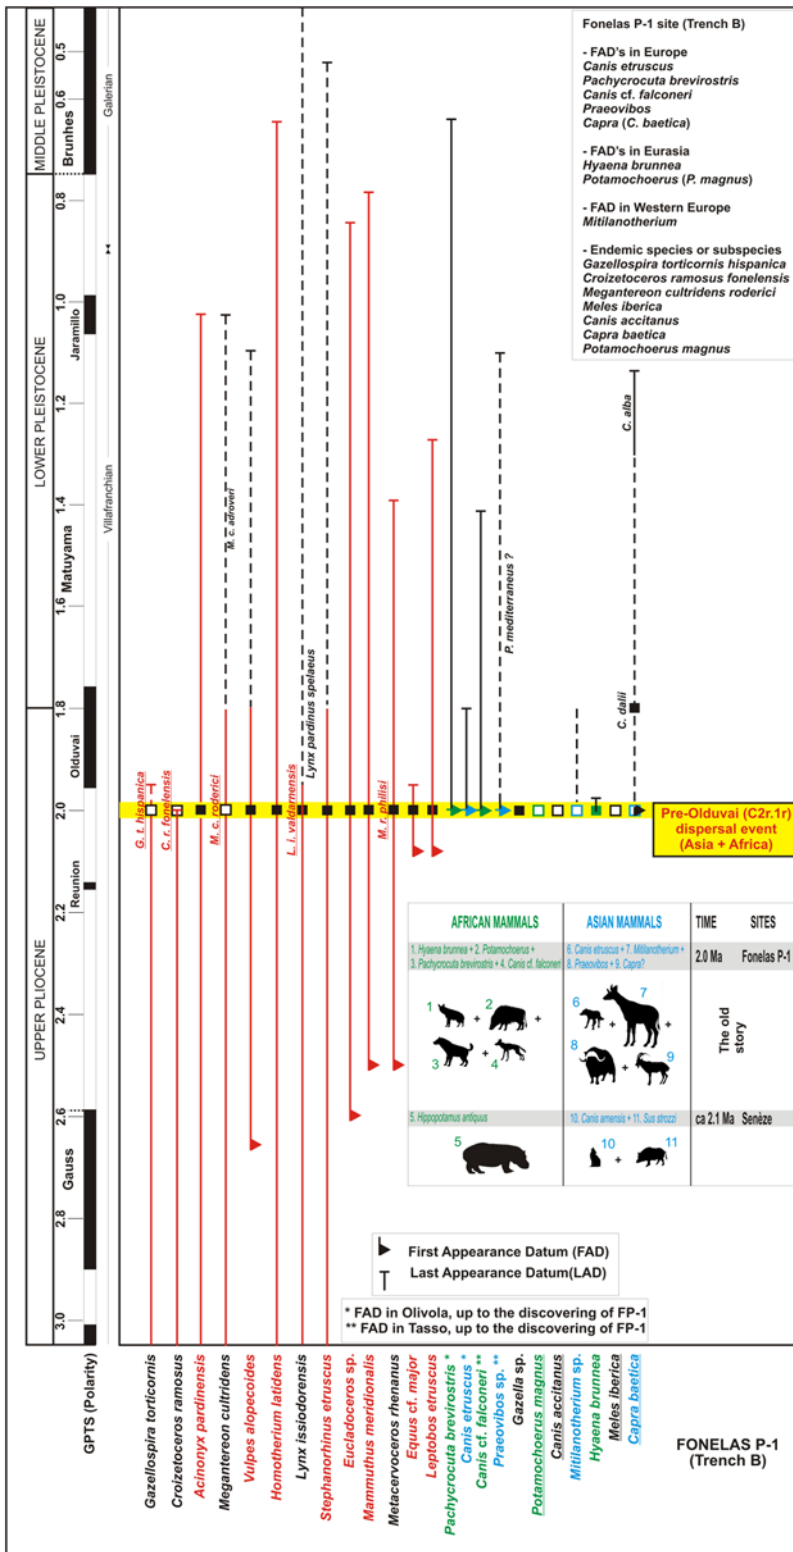 Fonelas P-1 site (Trench B)
- FAD's in Europe
Canis etruscus
Pachycrocuta brevirostris
Canis cf. falconeri
Praeovibos
Capra (C. baetica)
- FAD's in Eurasia
Hyaena brunnea
Potamochoerus (P. magnus)
- FAD in Western Europe
Mitilanotherium
- Endemic species or subspecies
Gazellospira torticornis hispanica
Croizetoceros ramosus fonelensis
Megantereon cultridens roderici
Meles iberica
Canis accitanus
Capra baetica
Potamochoerus magnus
MIDDLE PLEISTOCENE
LOWER PLEISTOCENE
UPPER PLIOCENE
Brunhes
Jaramillo
Matuyama
Olduvai
Reunion
Gauss
0.5
0.6
0.8
1.0
1.2
1.4
1.6
1.8
2.0
2.2
2.4
2.6
2.8
3.0
Galerian
Villafranchian
GPTS (Polarity)
M. c. adroveri
Lynx pardinus spelaeus
P. mediterraneus ?
C. alba
C. dalii
G. t. hispanica
C. r. fonelensis
M. c. roderici
L. i. valdarnensis
M. r. philisi
Pre-Olduvai (C2r.1r)
dispersal event
(Asia + Africa)
AFRICAN MAMMALS ASIAN MAMMALS TIME SITES
1. Hyaena brunnea + 2. Potamochoerus + 6. Canis etruscus + 7. Mitilanotherium + 2.0 Ma Fonelas P-1
3. Pachycrocuta brevirostris + 4. Canis cf. falconeri 8. Praeovibos + 9. Capra?
1 + 2 + 6 + 7 +
3 + 4 8 + 9
The old
story
5. Hippopotamus antiquus 10. Canis arnensis + 11. Sus strozzi ca 2.1 Ma Senèze
5 10 + 11
First Appearance Datum (FAD)
Last Appearance Datum(LAD)
* FAD in Olivola, up to the discovering of FP-1
** FAD in Tasso, up to the discovering of FP-1
Gazellospira torticornis
Croizetoceros ramosus
Acinonyx pardinensis
Megantereon cultridens
Vulpes alopecoides
Homotherium latidens
Lynx issiodorensis
Stephanorhinus etruscus
Eucladoceros sp.
Mammuthus meridionalis
Metacervoceros rhenanus
Equus cf. major
Leptobos etruscus
Pachycrocuta brevirostris *
Canis etruscus *
Canis cf. falconeri **
Praeovibos sp. **
Gazella sp.
Potamochoerus magnus
Canis accitanus
Mitilanotherium sp.
Hyaena brunnea
Meles iberica
Capra baetica
FONELAS P-1
(Trench B)